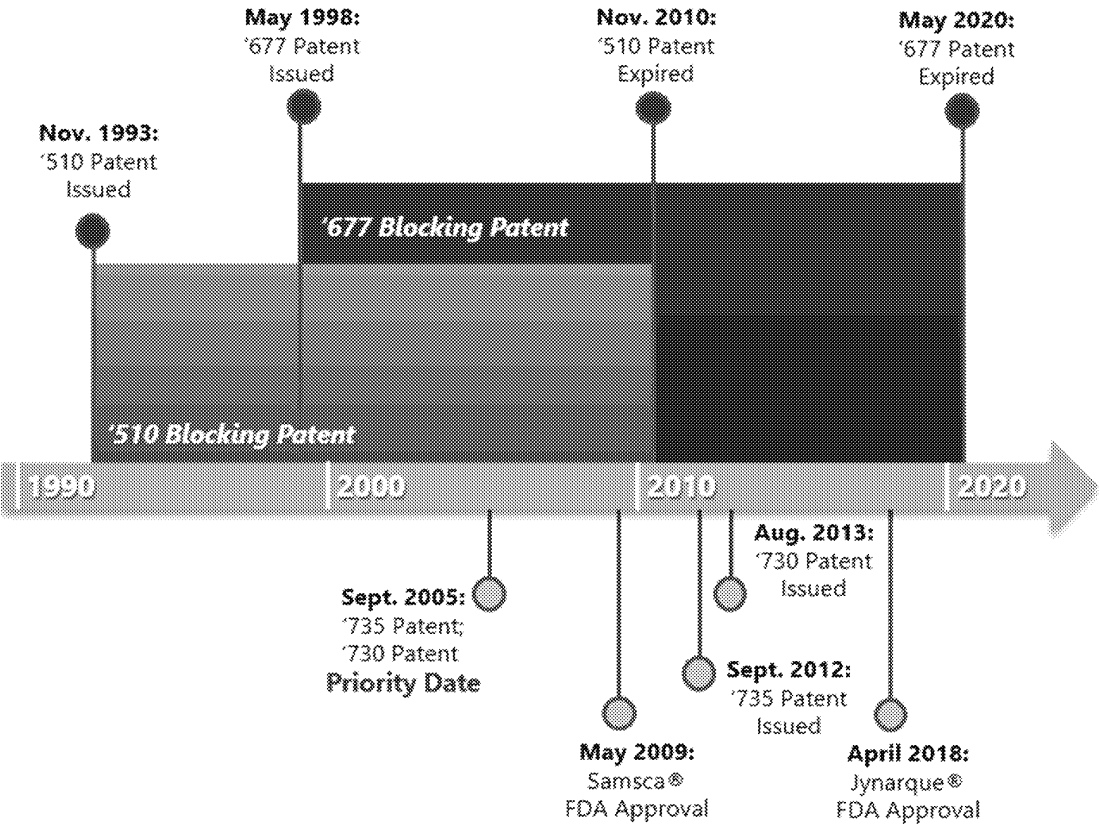 May 1998:
‘677 Patent
Issued
Nov. 2010:
‘510 Patent
Expired
May 2020:
‘677 Patent
Expired
Nov. 1993:
‘510 Patent
Issued
‘677 Blocking Patent
‘510 Blocking Patent
1990
2000
2010
2020
Sept. 2005:
‘735 Patent;
‘730 Patent
Priority Date
Aug. 2013:
‘730 Patent
Issued
Sept. 2012:
‘735 Patent
Issued
May 2009:
Samsca®
FDA Approval
April 2018:
Jynarque®
FDA Approval